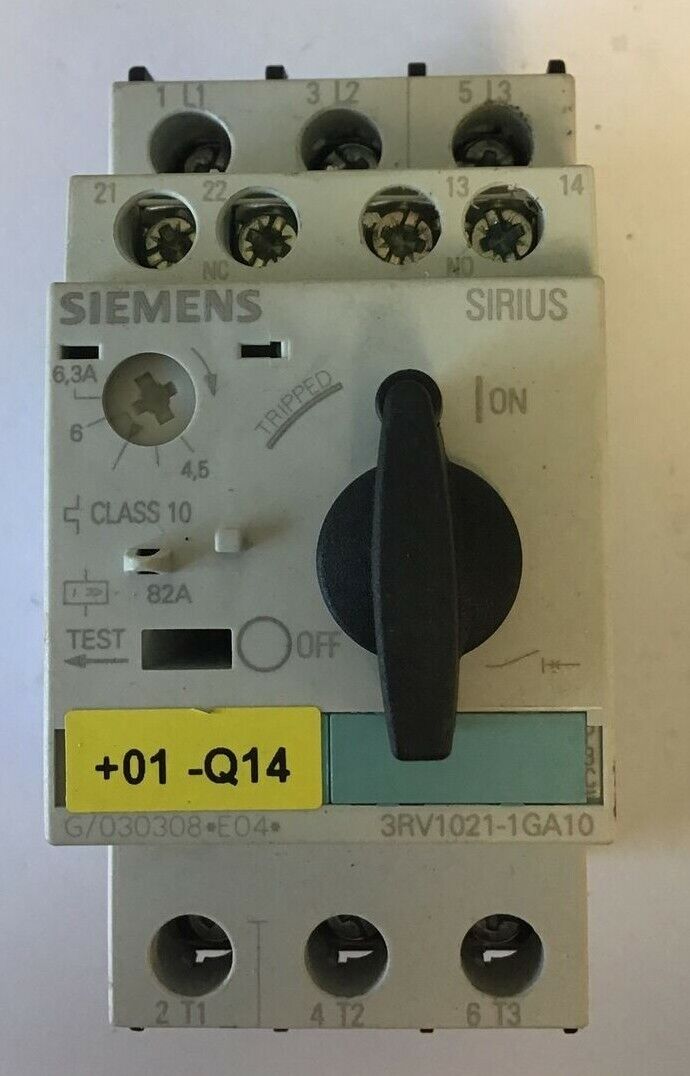 1 L1 3 L2 5 L3
21 22 13 14
NC NO
SIEMENS SIRIUS
6,3A
6
4,5
TRIPPED
ON
CLASS 10
82A
TEST
OFF
+01 -Q14
G/030308*E04*
3RV1021-1GA10
2 T1 4 T2 6 T3